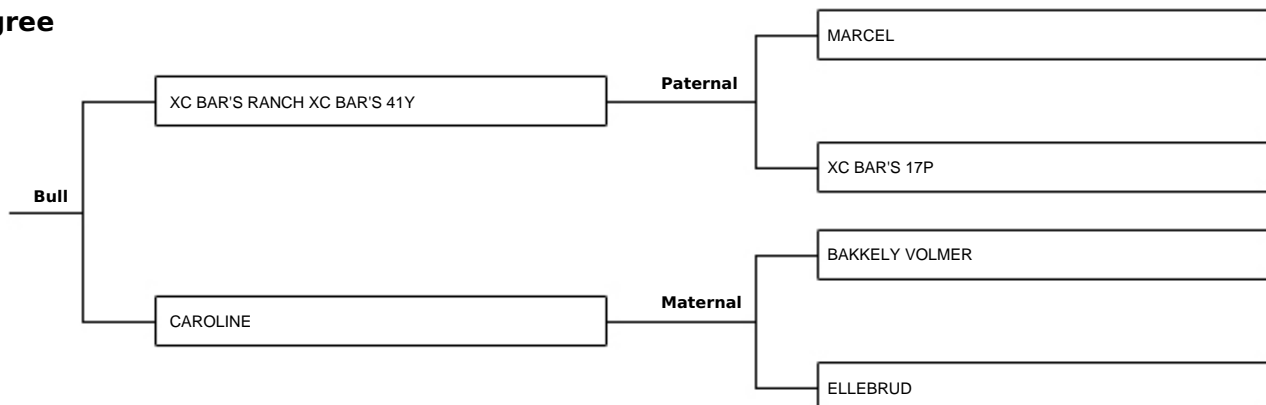 gree
MARCEL
Paternal
XC BAR'S RANCH XC BAR'S 41Y
XC BAR'S 17P
Bull
BAKKELY VOLMER
Maternal
CAROLINE
ELLEBRUD